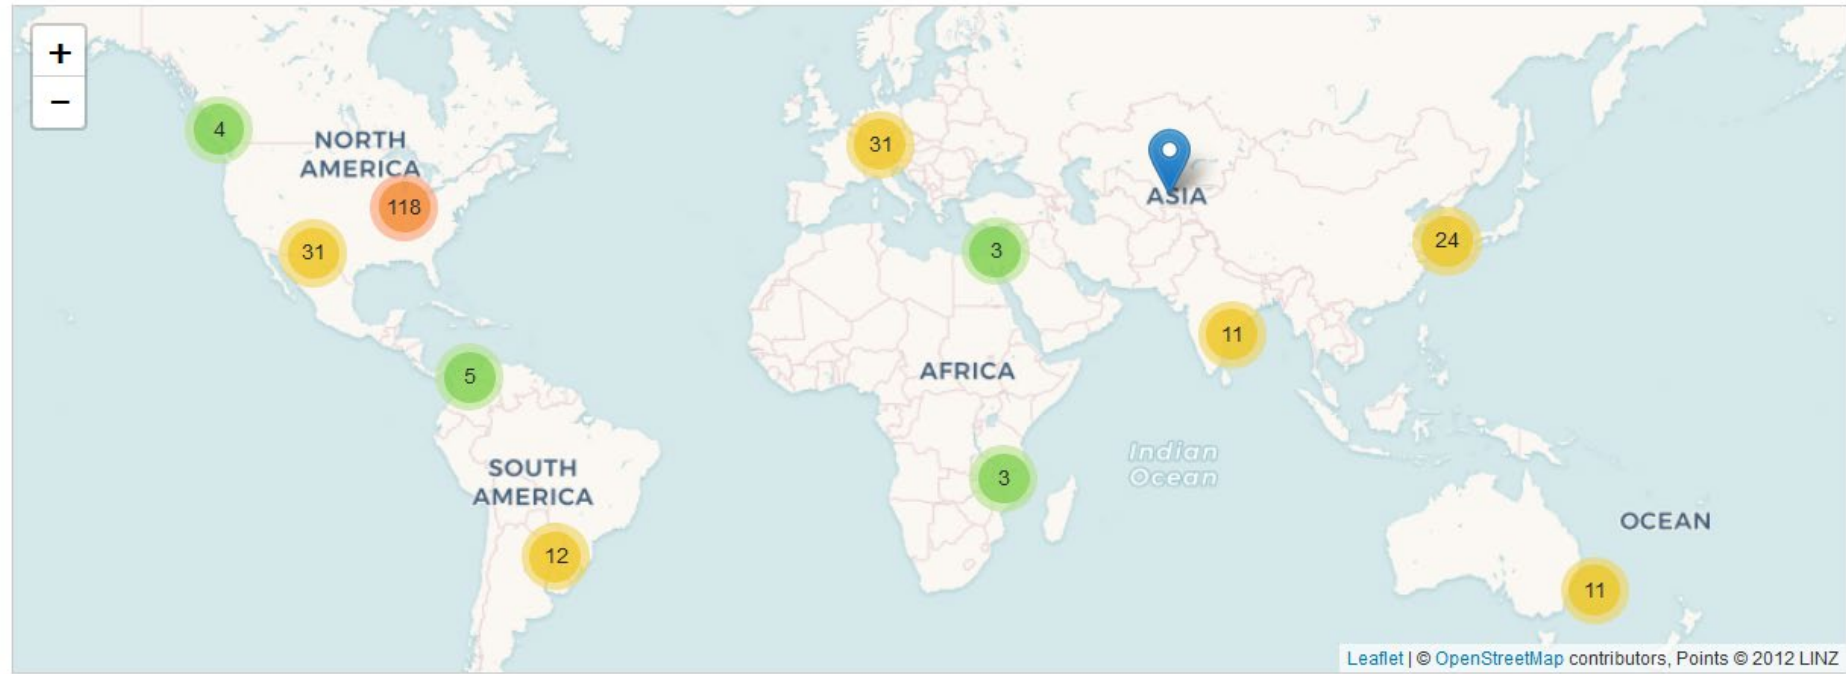 +
−
4
NORTH
AMERICA
118
31
31
3
ASIA
24
11
5
AFRICA
SOUTH
AMERICA
3
Indian
Ocean
OCEAN
12
11
Leaflet | © OpenStreetMap contributors, Points © 2012 LINZ